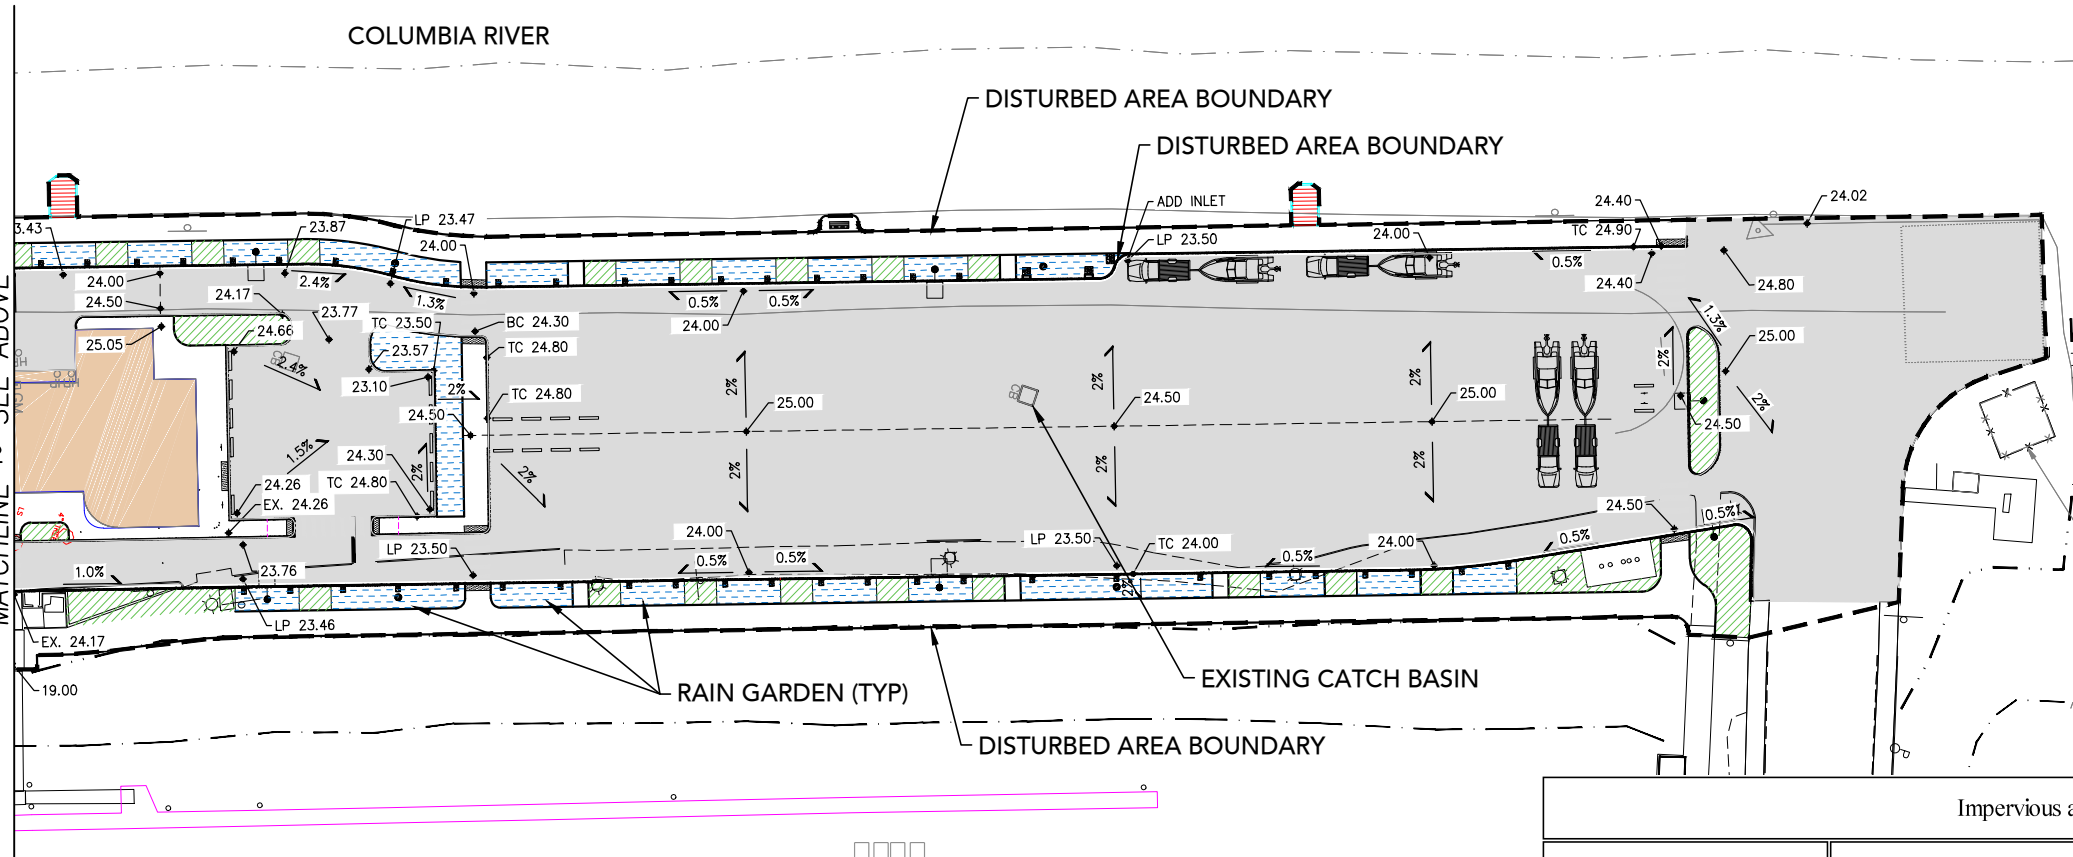 COLUMBIA RIVER
DISTURBED AREA BOUNDARY
DISTURBED AREA BOUNDARY
ADD INLET
24.40
24.02
3.43
23.87
LP 23.47
24.00
LP 23.50
24.00
TC 24.90
0.5%
24.40
24.80
24.00
2.4%
24.50
24.17
1.3%
0.5%
0.5%
23.77
TC 23.50
BC 24.30
24.00
1.3%
25.05
24.66
TC 24.80
25.00
2%
23.57
CB
2.4%
23.10
2%
TC 24.80
2%
2%
2%
CB
25.00
24.50
25.00
2%
24.50
24.50
1.5%
24.30
2%
2%
2%
2%
2%
TC 24.80
24.26
EX. 24.26
24.50
0.5%
LP 23.50
24.00
LP 23.50
TC 24.00
24.00
0.5%
0.5%
0.5%
0.5%
1.0%
23.76
2%
LP 23.46
EX. 24.17
19.00
RAIN GARDEN (TYP)
EXISTING CATCH BASIN
DISTURBED AREA BOUNDARY
SEE ABOVE
Impervious a